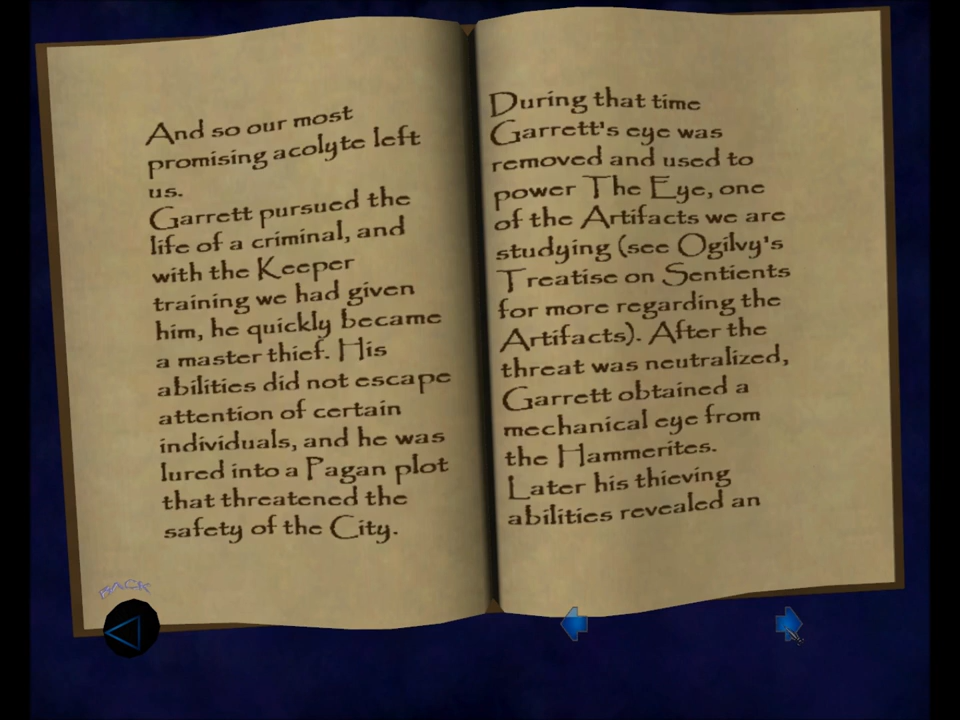 And so our most
promising acolyte left
us.
Garrett pursued the
life of a criminal, and
with the Keeper
training we had given
him, he quickly became
a master thief. His
abilities did not escape
attention of certain
individuals, and he was
lured into a Pagan plot
that threatened the
safety of the City.
During that time
Garrett's eye was
removed and used to
power The Eye, one
of the Artifacts we are
studying (see Ogilvy's
Treatise on Sentients
for more regarding the
Artifacts). After the
threat was neutralized,
Garrett obtained a
mechanical eye from
the Hammerites.
Later his thieving
abilities revealed an
BACK